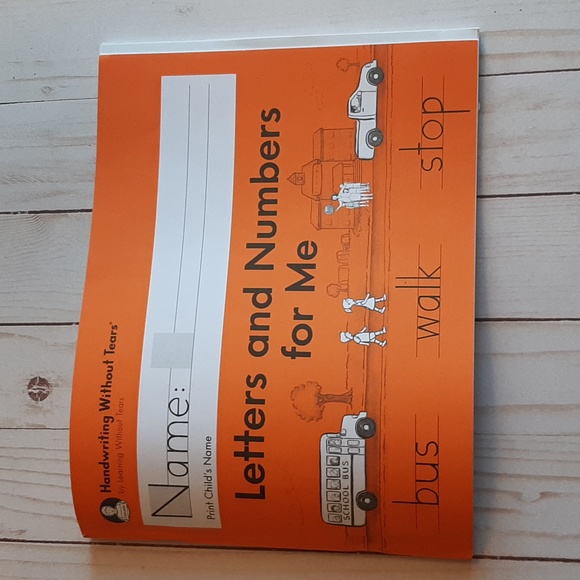 Handwriting Without Tears®
by Learning Without Tears
Name:
Print Child's Name
Letters and Numbers
for Me
SCHOOL BUS
bus walk stop